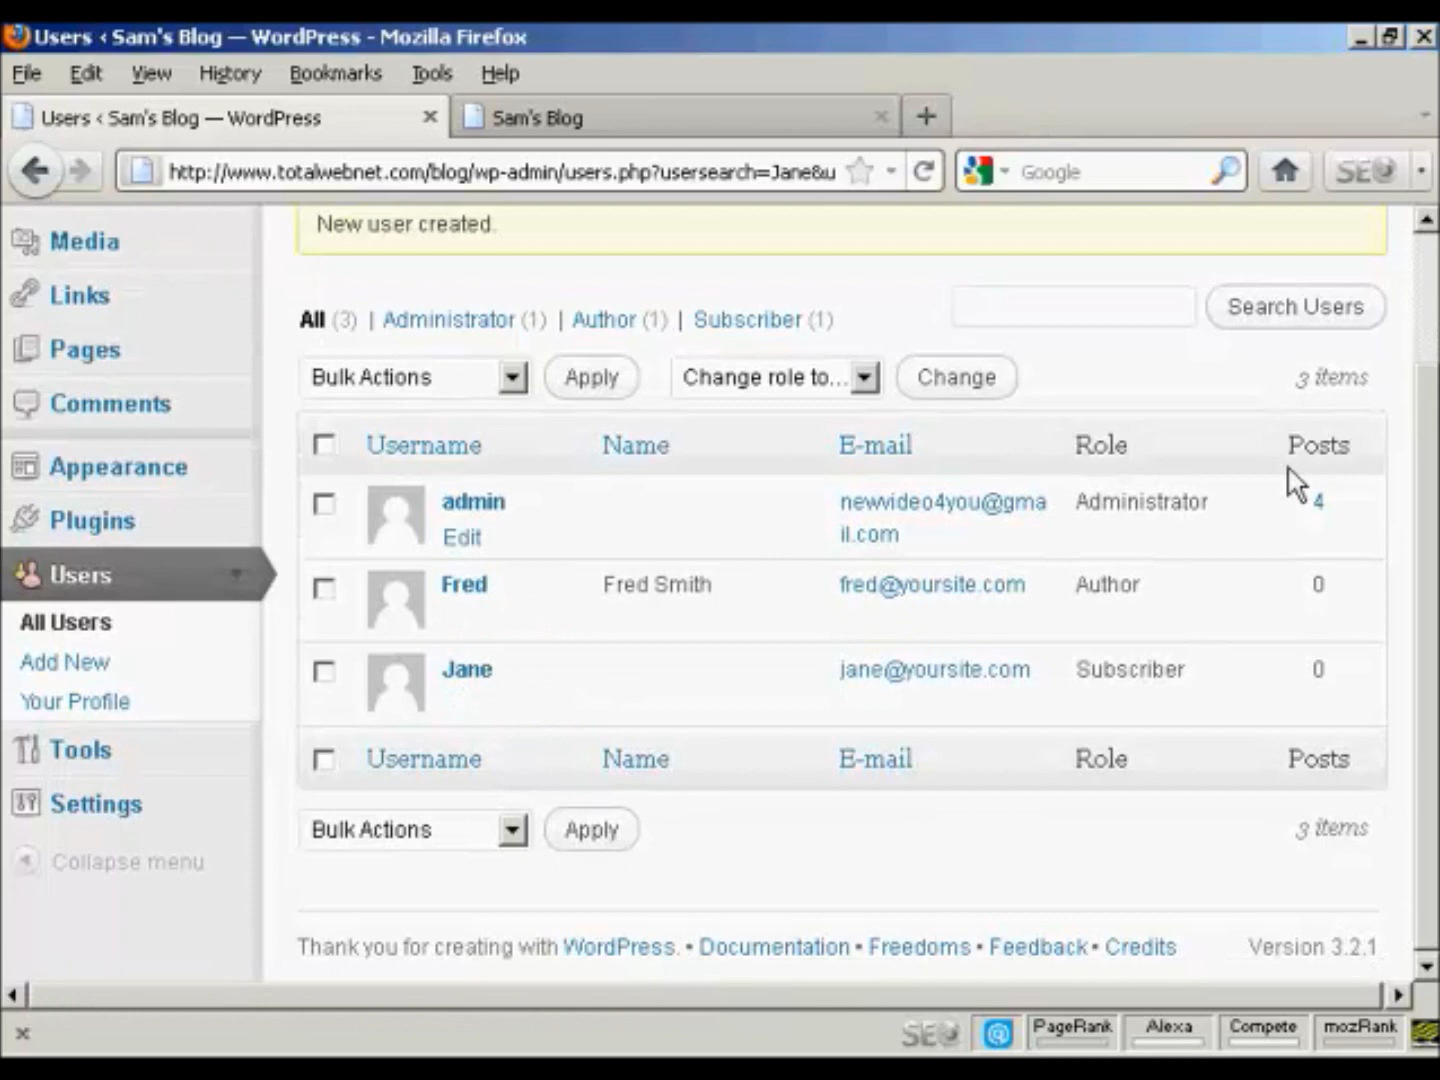 Users ‹ Sam's Blog — WordPress - Mozilla Firefox
File Edit View History Bookmarks Tools Help
Users ‹ Sam's Blog — WordPress
Sam's Blog
http://www.totalwebnet.com/blog/wp-admin/users.php?usersearch=Jane&u
Google
SEO
New user created.
Media
Links
Pages
Comments
Appearance
Plugins
Users
All Users
Add New
Your Profile
Tools
Settings
Collapse menu
All (3) | Administrator (1) | Author (1) | Subscriber (1)
Search Users
Bulk Actions Apply Change role to... Change 3 items
Username Name E-mail Role Posts
admin newvideo4you@gma Administrator 4
Edit il.com
Fred Fred Smith fred@yoursite.com Author 0
Jane jane@yoursite.com Subscriber 0
Username Name E-mail Role Posts
Bulk Actions Apply 3 items
Thank you for creating with WordPress. • Documentation • Freedoms • Feedback • Credits Version 3.2.1
SEO PageRank Alexa Compete mozRank